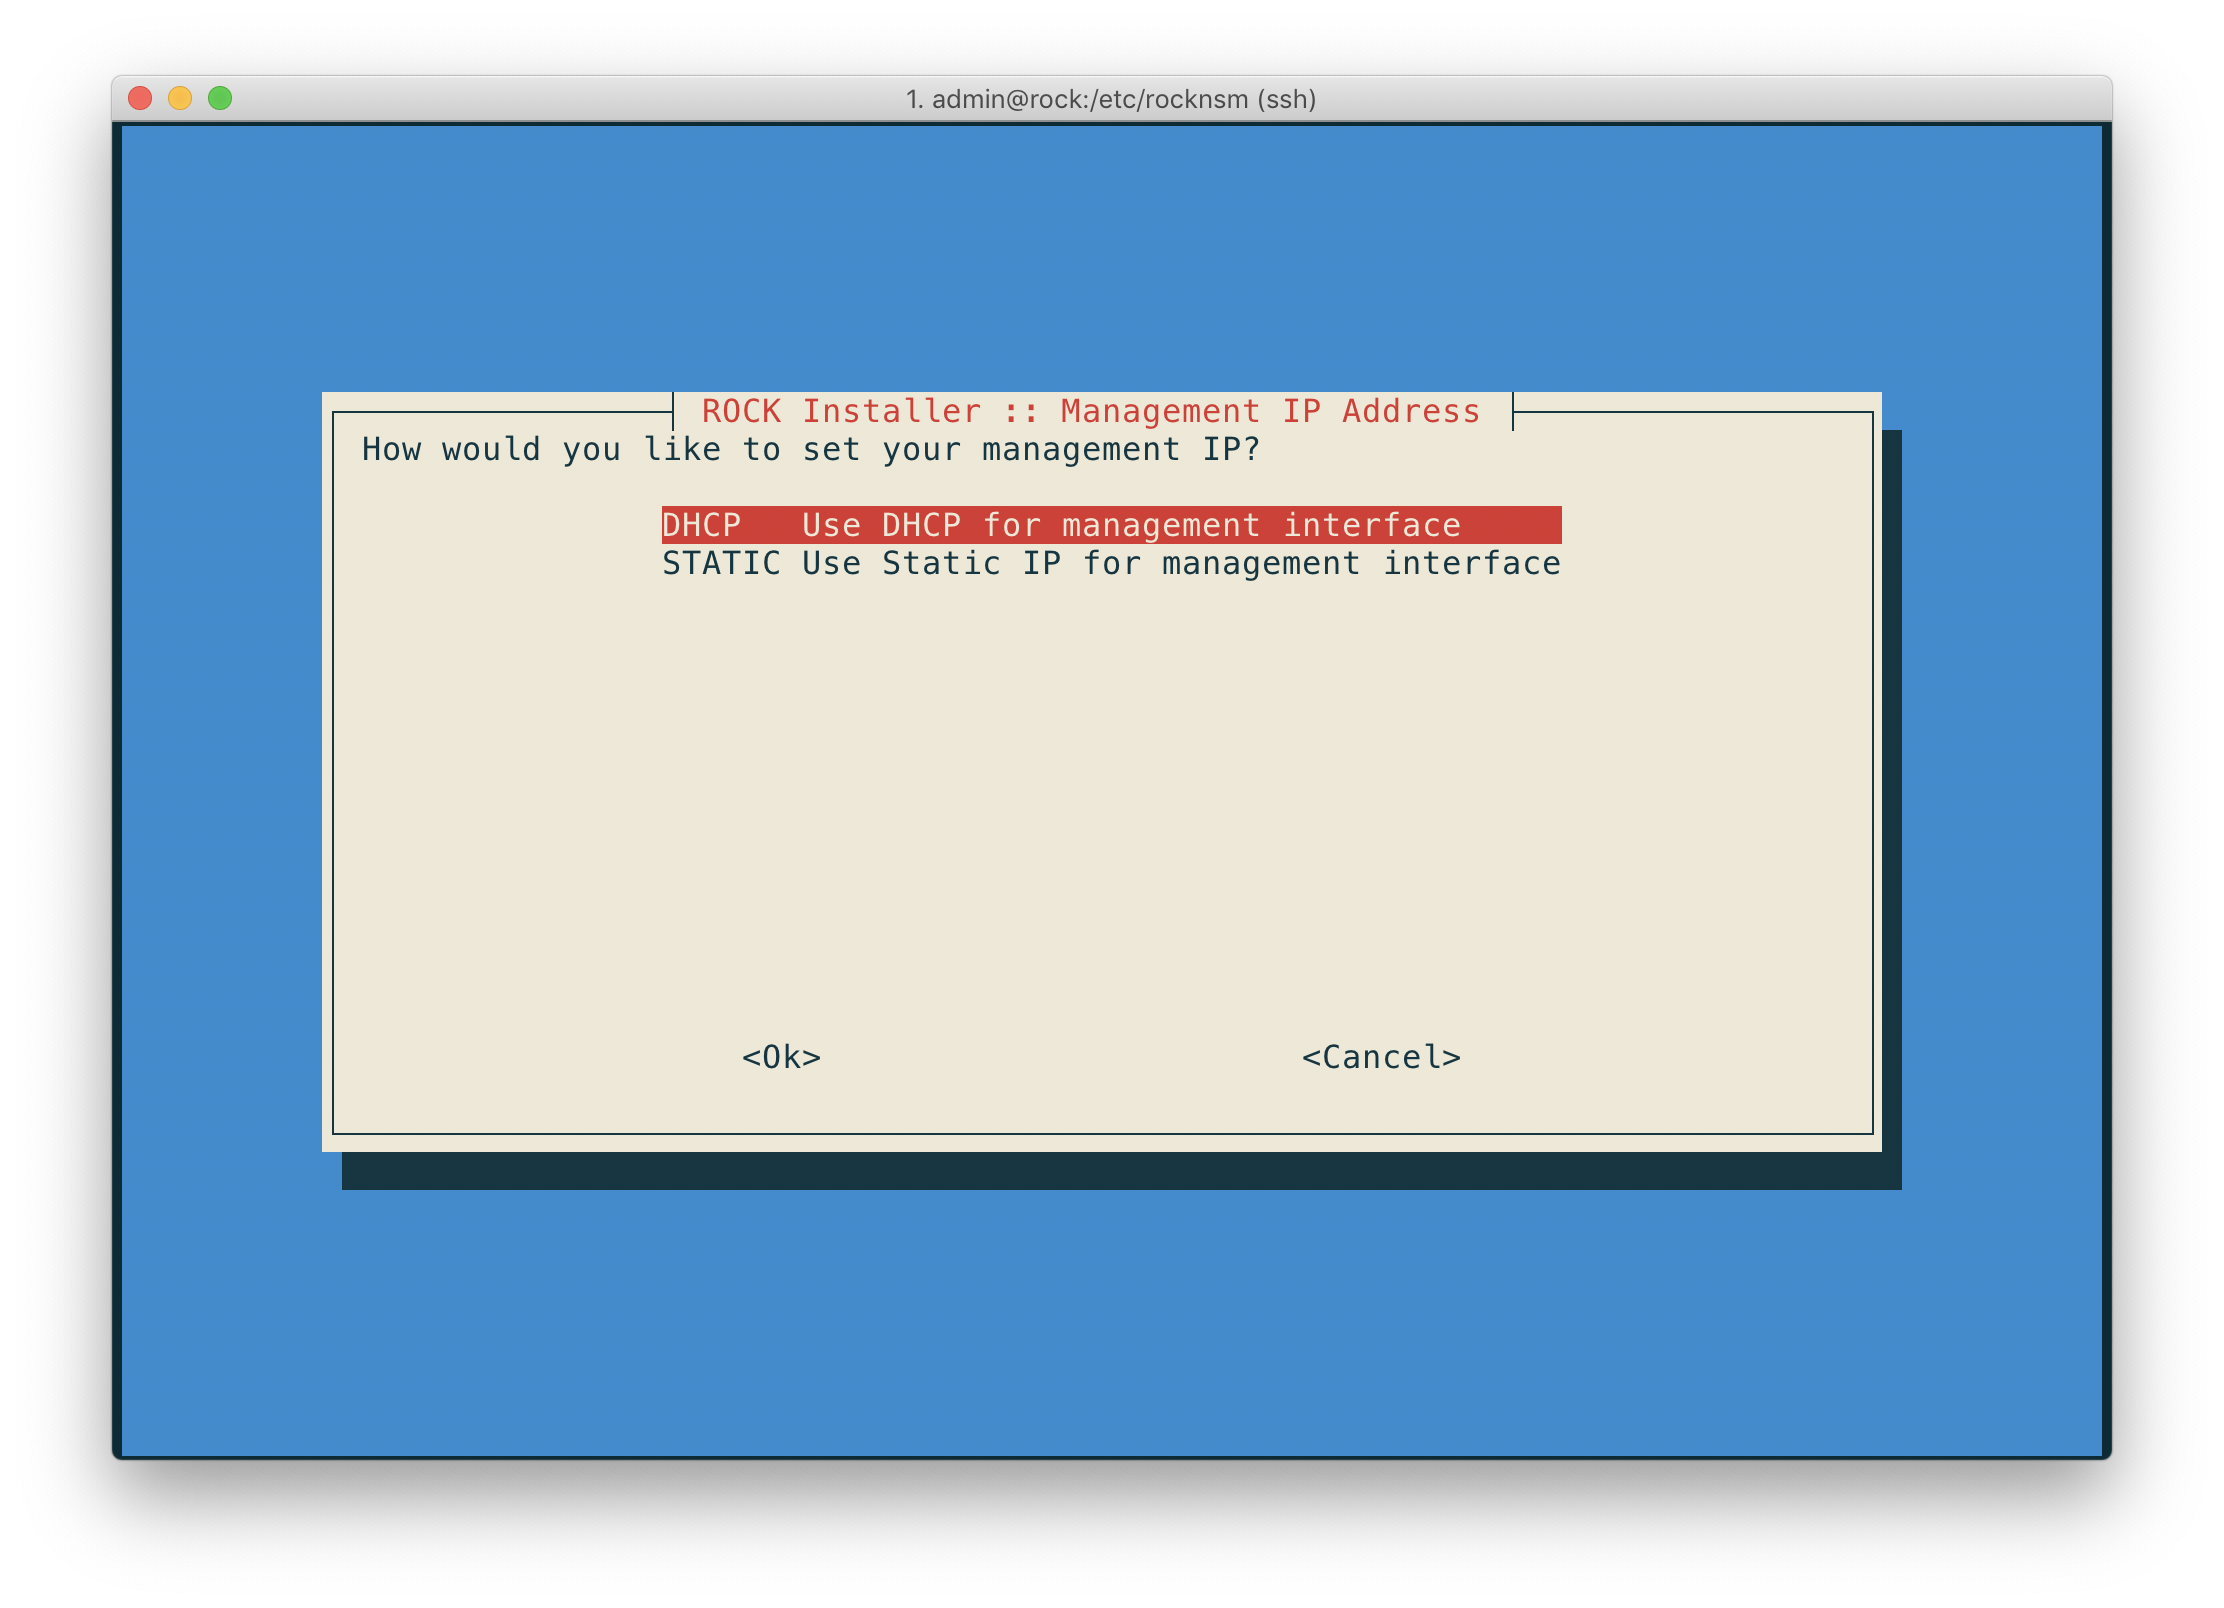 1. admin@rock:/etc/rocknsm (ssh)
ROCK Installer :: Management IP Address
How would you like to set your management IP?
DHCP   Use DHCP for management interface
STATIC Use Static IP for management interface
<Ok> <Cancel>